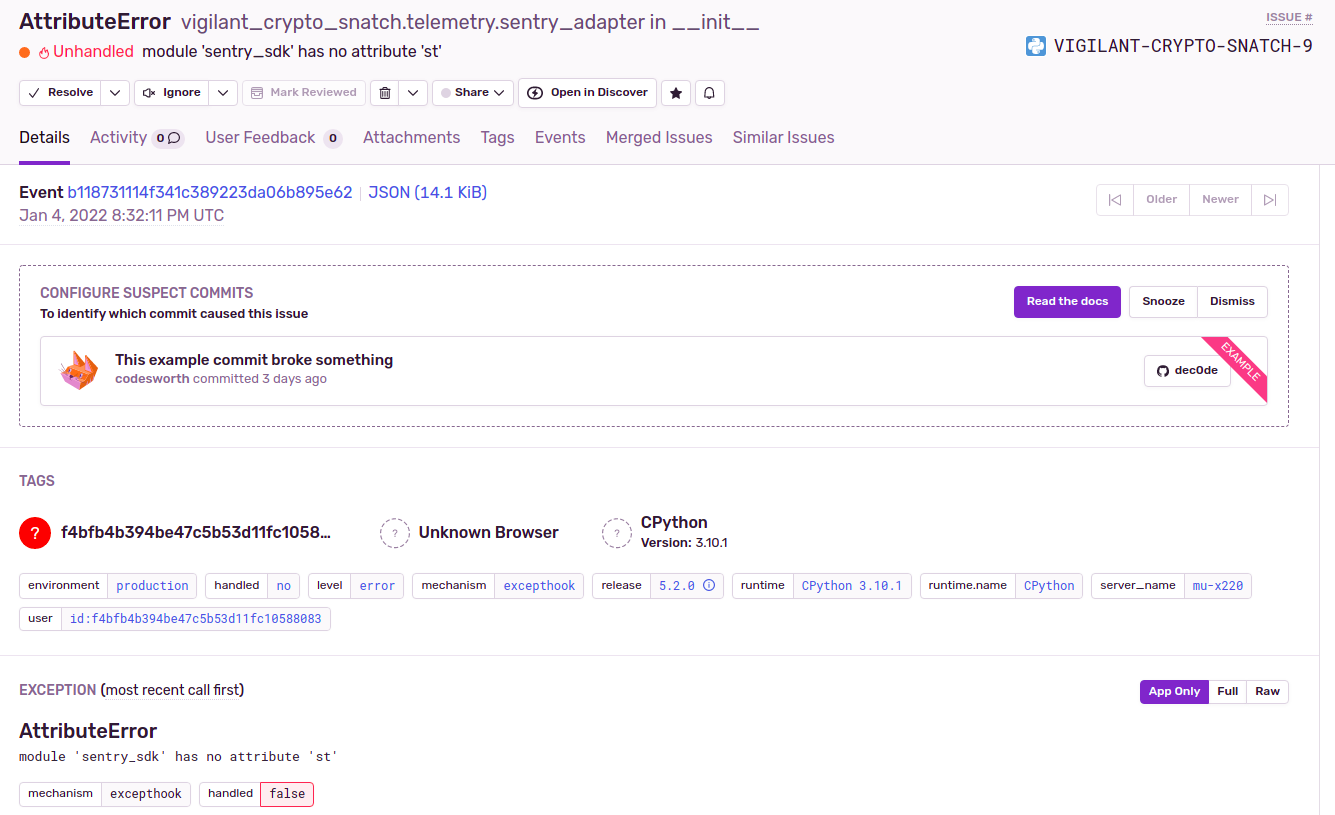 AttributeError vigilant_crypto_snatch.telemetry.sentry_adapter in __init__
ISSUE #
Unhandled module 'sentry_sdk' has no attribute 'st'
VIGILANT-CRYPTO-SNATCH-9
Resolve Ignore Mark Reviewed Share Open in Discover
Details Activity 0 User Feedback 0 Attachments Tags Events Merged Issues Similar Issues
Event b118731114f341c389223da06b895e62 JSON (14.1 KiB)
Jan 4, 2022 8:32:11 PM UTC
Older Newer
CONFIGURE SUSPECT COMMITS
To identify which commit caused this issue
Read the docs Snooze Dismiss
This example commit broke something
codesworth committed 3 days ago
dec0de
EXAMPLE
TAGS
? f4bfb4b394be47c5b53d11fc1058… ? Unknown Browser ? CPython
Version: 3.10.1
environment production handled no level error mechanism excepthook release 5.2.0 runtime CPython 3.10.1 runtime.name CPython server_name mu-x220
user id:f4bfb4b394be47c5b53d11fc10588083
EXCEPTION (most recent call first)
App Only Full Raw
AttributeError
module 'sentry_sdk' has no attribute 'st'
mechanism excepthook handled false